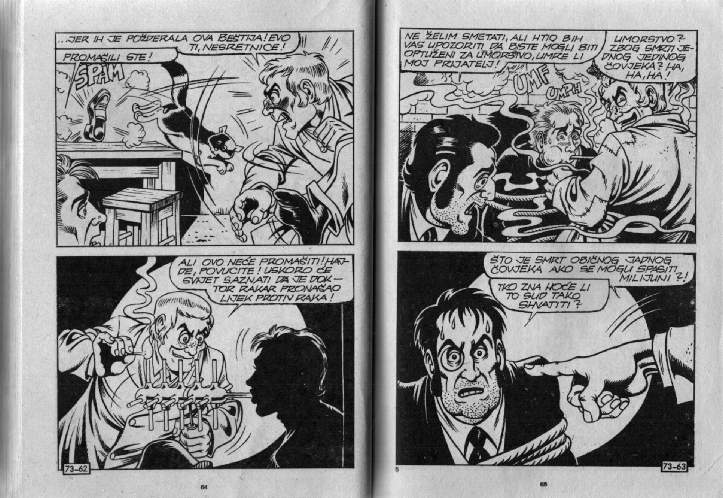 ...JER IH JE POŽDERALA OVA BEŠTIJA! EVO
TI, NESRETNICE!
PROMAŠILI STE!
SPAM
ALI OVO NEĆE PROMAŠITI! HAJ-
DE, POVUCITE! USKORO ĆE
SVIJET SAZNATI DA JE DOK-
TOR RAKAR PRONAŠAO
LIJEK PROTIV RAKA!
73-62
64
NE ŽELIM SMETATI, ALI HTIO BIH
VAS UPOZORITI DA BISTE MOGLI BITI
OPTUŽENI ZA UMORSTVO, UMRE LI
MOJ PRIJATELJ!
UMORSTVO?
ZBOG SMRTI JE-
DNOG JEDINOG
ČOVJEKA? HA,
HA, HA!
UMF
UMPH
ŠTO JE SMRT OBIČNOG JADNOG
ČOVJEKA AKO SE MOGU SPASITI
MILIJUNI?!
TKO ZNA HOĆE LI
TO SUD TAKO
SHVATITI?
5
73-63
65